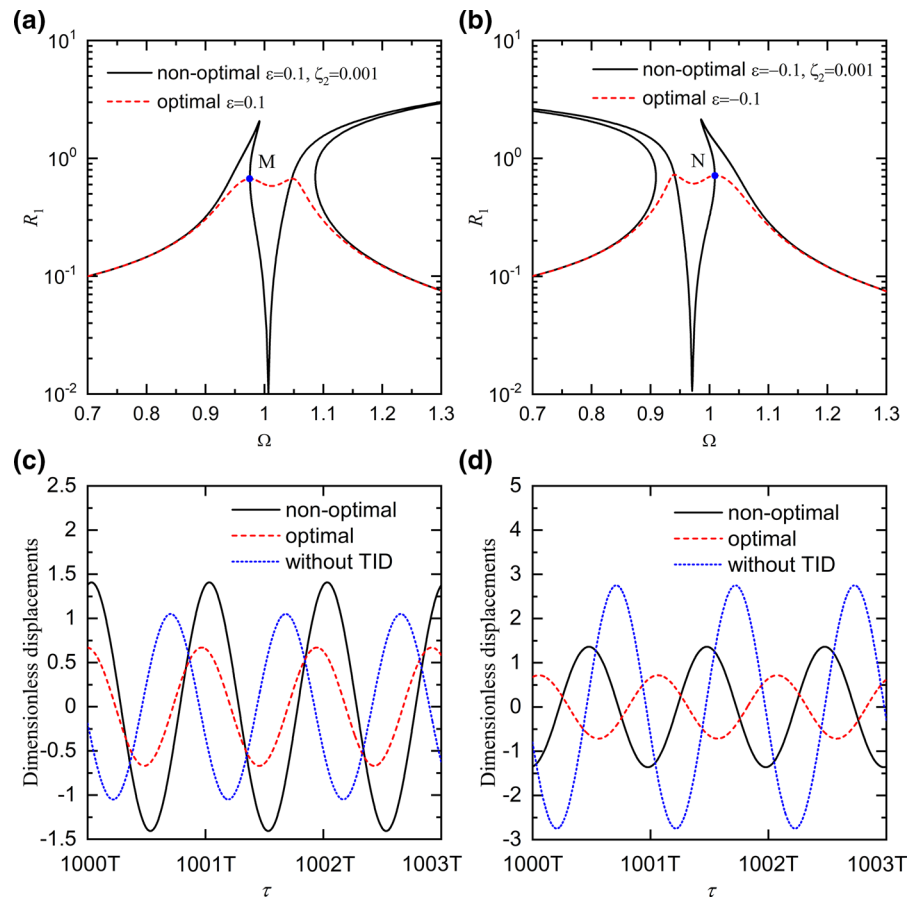 (a)
10¹
10⁰
10⁻¹
10⁻²
R₁
non-optimal ε=0.1, ζ₂=0.001
optimal ε=0.1
M
0.7 0.8 0.9 1 1.1 1.2 1.3
Ω
(b)
10¹
10⁰
10⁻¹
10⁻²
R₁
non-optimal ε=−0.1, ζ₂=0.001
optimal ε=−0.1
N
0.7 0.8 0.9 1 1.1 1.2 1.3
Ω
(c)
2.5
2
1.5
1
0.5
0
-0.5
-1
-1.5
Dimensionless displacements
non-optimal
optimal
without TID
1000T 1001T 1002T 1003T
τ
(d)
5
4
3
2
1
0
-1
-2
-3
Dimensionless displacements
non-optimal
optimal
without TID
1000T 1001T 1002T 1003T
τ